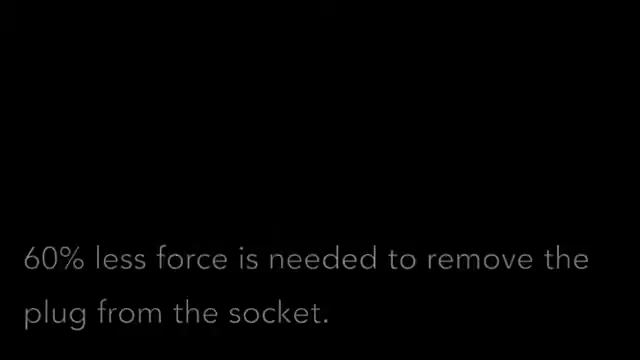 60% less force is needed to remove the
plug from the socket.